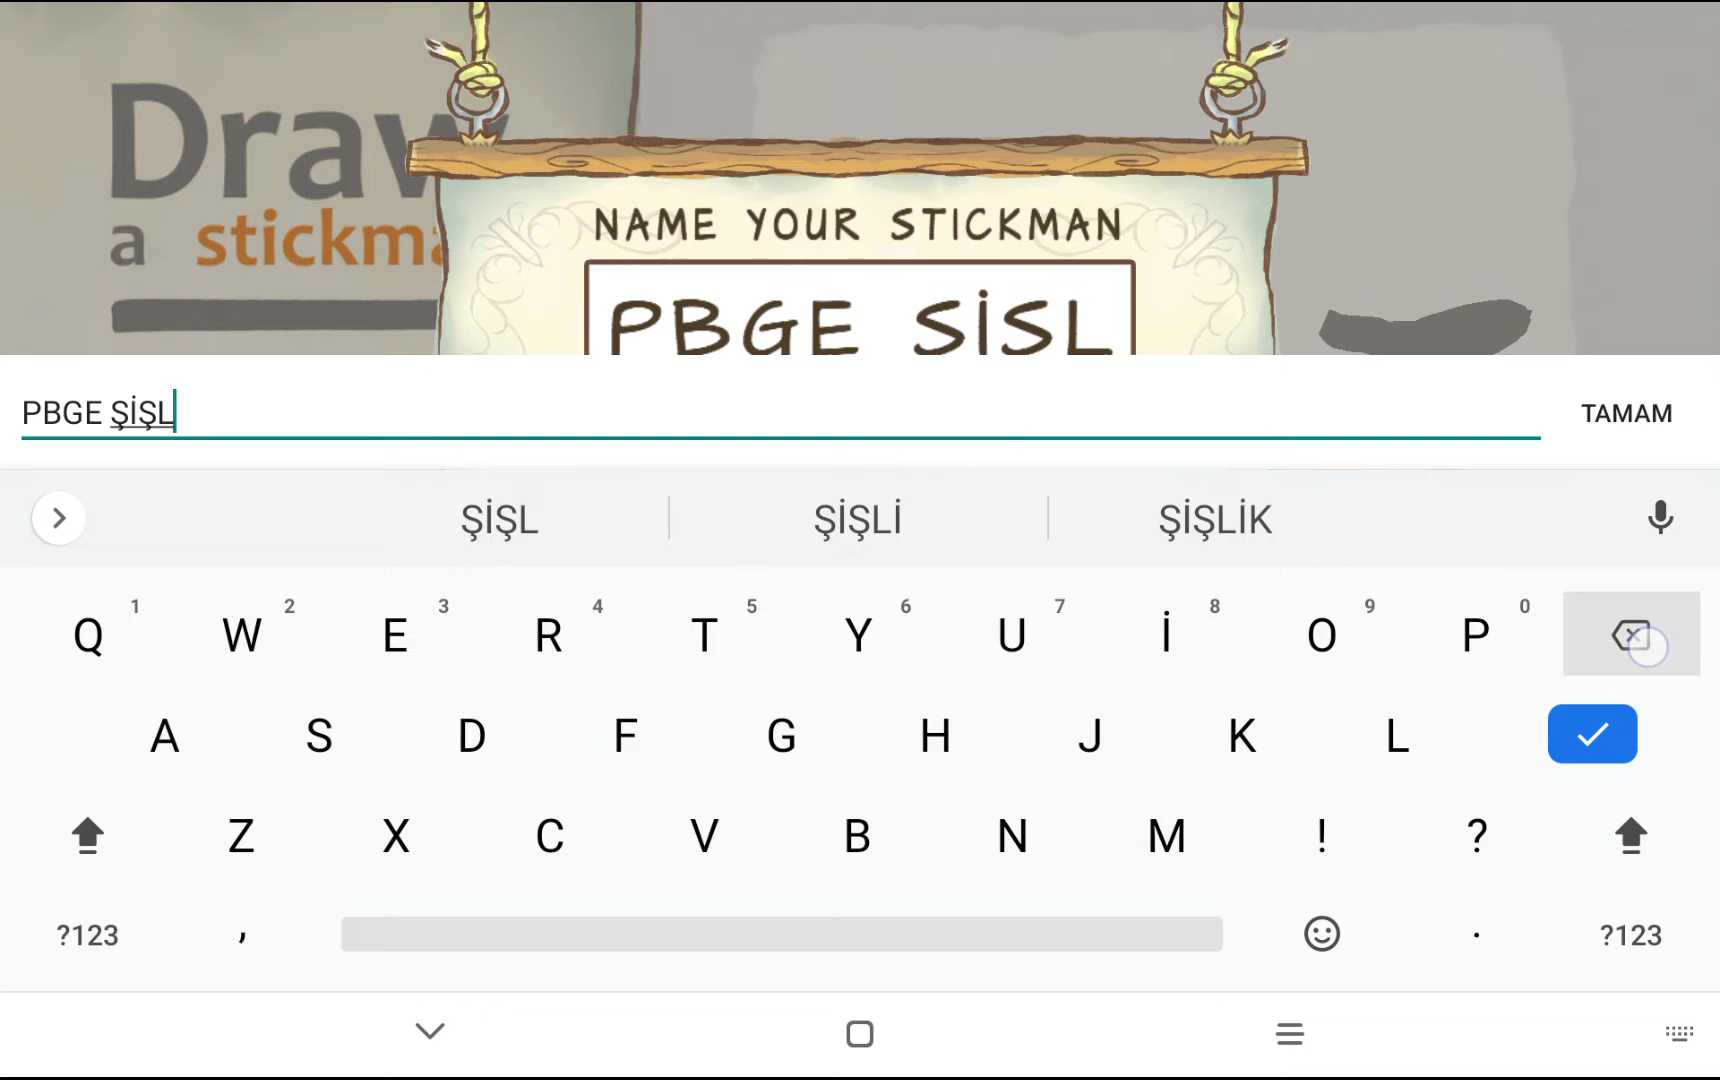 Draw
a stickma
NAME YOUR STICKMAN
PBGE SİSL
PBGE ŞİŞL
TAMAM
ŞİŞL ŞİŞLİ ŞİŞLİK
1 2 3 4 5 6 7 8 9 0
Q W E R T Y U İ O P
A S D F G H J K L
Z X C V B N M ! ?
?123 , . ?123